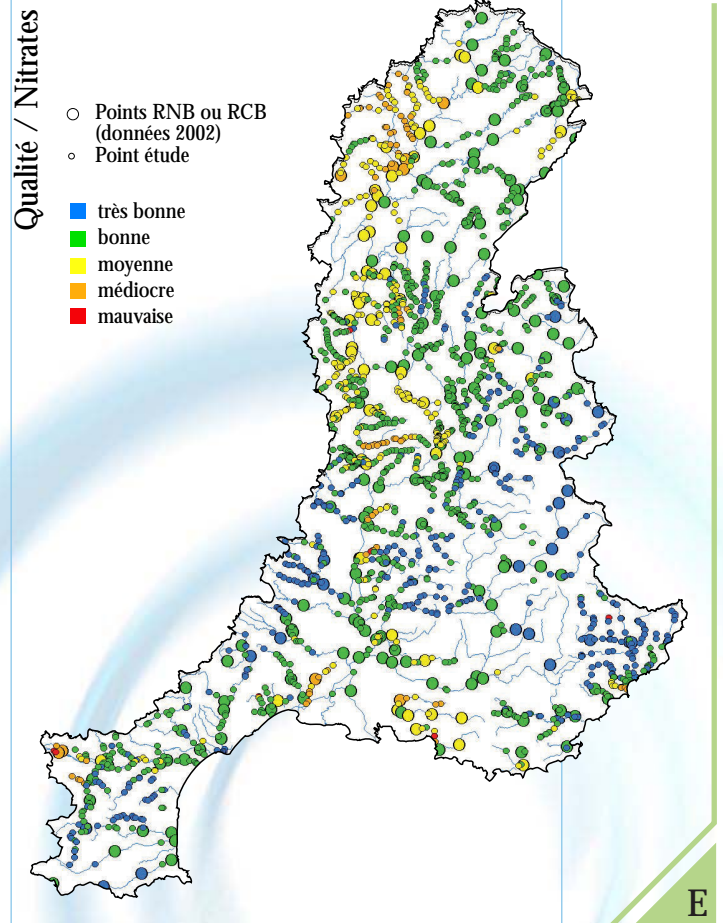 Qualité / Nitrates
Points RNB ou RCB
(données 2002)
Point étude
très bonne
bonne
moyenne
médiocre
mauvaise
E